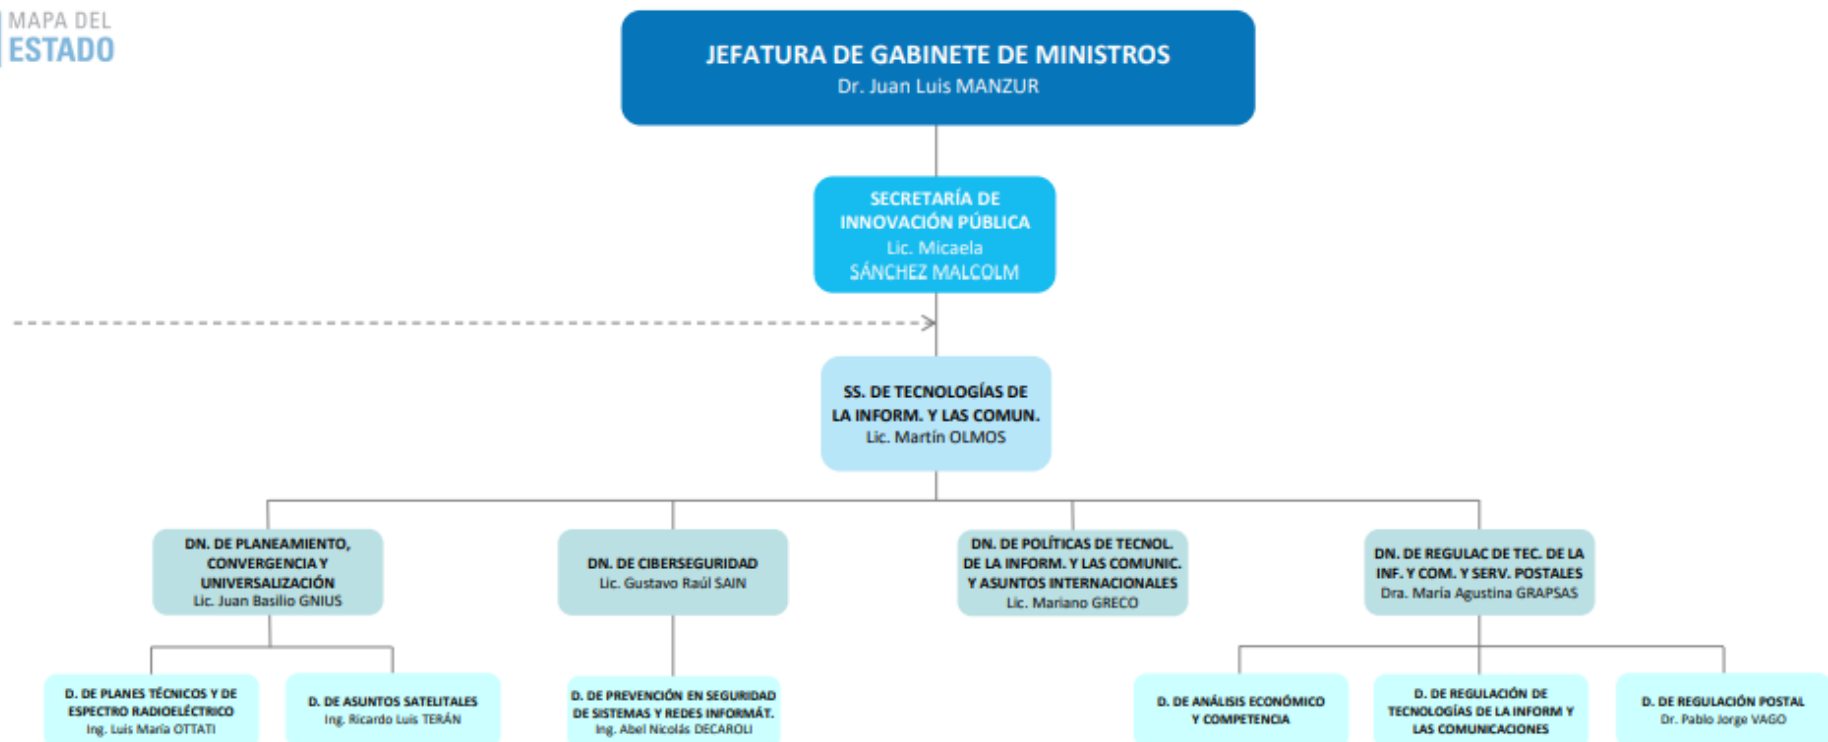 MAPA DEL
ESTADO
JEFATURA DE GABINETE DE MINISTROS
Dr. Juan Luis MANZUR
SECRETARÍA DE
INNOVACIÓN PÚBLICA
Lic. Micaela
SÁNCHEZ MALCOLM
SS. DE TECNOLOGÍAS DE
LA INFORM. Y LAS COMUN.
Lic. Martín OLMOS
DN. DE PLANEAMIENTO,
CONVERGENCIA Y
UNIVERSALIZACIÓN
Lic. Juan Basilio GNIUS
DN. DE CIBERSEGURIDAD
Lic. Gustavo Raúl SAIN
DN. DE POLÍTICAS DE TECNOL.
DE LA INFORM. Y LAS COMUNIC.
Y ASUNTOS INTERNACIONALES
Lic. Mariano GRECO
DN. DE REGULAC DE TEC. DE LA
INF. Y COM. Y SERV. POSTALES
Dra. María Agustina GRAPSAS
D. DE PLANES TÉCNICOS Y DE
ESPECTRO RADIOELÉCTRICO
Ing. Luis María OTTATI
D. DE ASUNTOS SATELITALES
Ing. Ricardo Luis TERÁN
D. DE PREVENCIÓN EN SEGURIDAD
DE SISTEMAS Y REDES INFORMÁT.
Ing. Abel Nicolás DECAROLI
D. DE ANÁLISIS ECONÓMICO
Y COMPETENCIA
D. DE REGULACIÓN DE
TECNOLOGÍAS DE LA INFORM Y
LAS COMUNICACIONES
D. DE REGULACIÓN POSTAL
Dr. Pablo Jorge VAGO